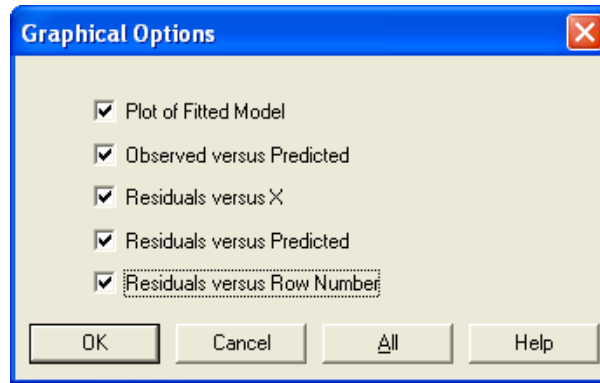 Graphical Options
Plot of Fitted Model
Observed versus Predicted
Residuals versus X
Residuals versus Predicted
Residuals versus Row Number
OK Cancel All Help